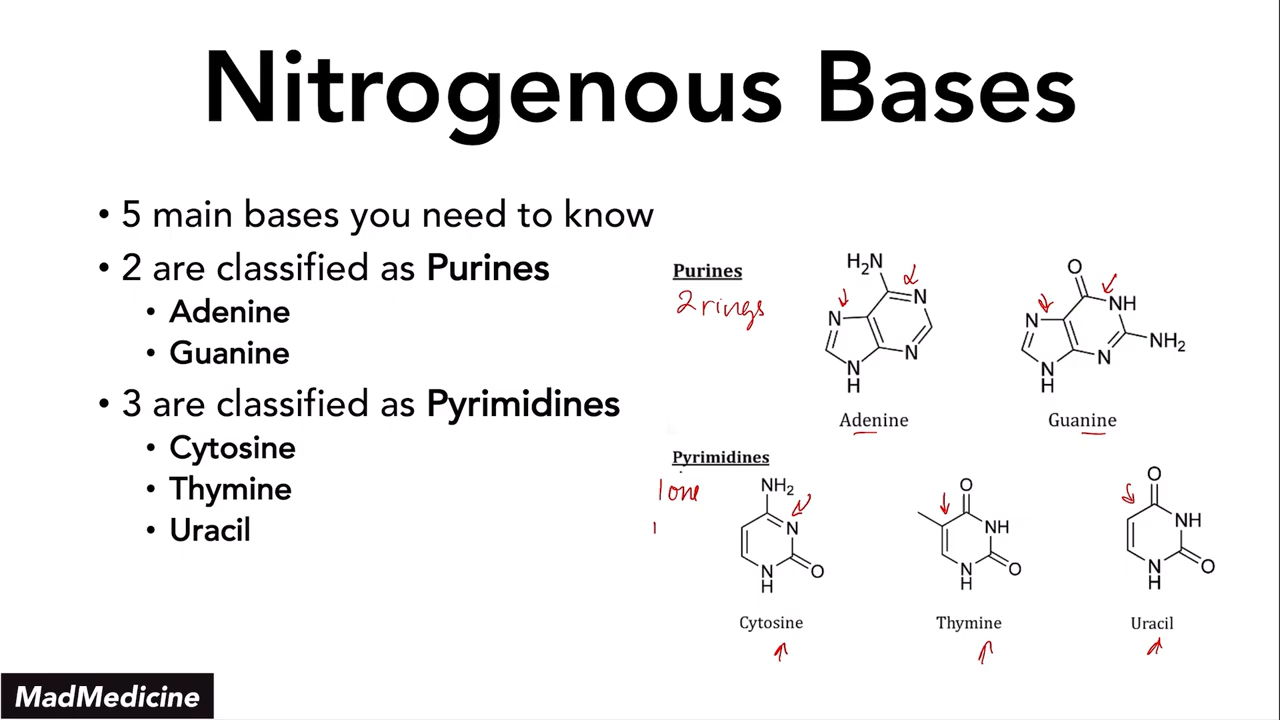 Nitrogenous Bases
• 5 main bases you need to know
• 2 are classified as Purines
• Adenine
• Guanine
• 3 are classified as Pyrimidines
• Cytosine
• Thymine
• Uracil
Purines
2 rings
H₂N
N
N
N
N
H
Adenine
O
N
NH
N
N
H
NH₂
Guanine
Pyrimidines
1 one
NH₂
N
N
H
O
Cytosine
O
NH
N
H
O
Thymine
O
NH
N
H
O
Uracil
MadMedicine